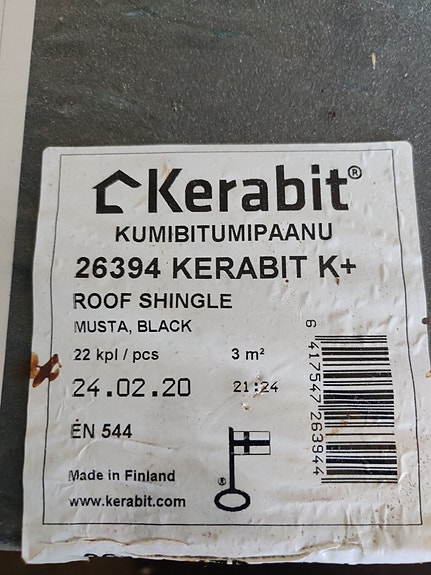 Kerabit®
KUMIBITUMIPAANU
26394 KERABIT K+
ROOF SHINGLE
MUSTA, BLACK
22 kpl / pcs 3 m²
24.02.20 21:24
EN 544
Made in Finland
www.kerabit.com
®
6 417547 263944